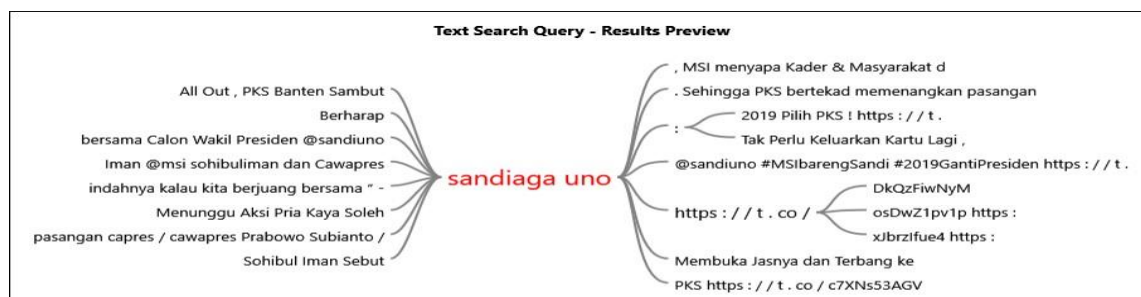 Text Search Query - Results Preview
All Out , PKS Banten Sambut
Berharap
bersama Calon Wakil Presiden @sandiuno
Iman @msi sohibuliman dan Cawapres
indahnya kalau kita berjuang bersama " -
Menunggu Aksi Pria Kaya Soleh
pasangan capres / cawapres Prabowo Subianto /
Sohibul Iman Sebut
sandiaga uno
, MSI menyapa Kader & Masyarakat d
. Sehingga PKS bertekad memenangkan pasangan
:
2019 Pilih PKS ! https : / / t .
Tak Perlu Keluarkan Kartu Lagi ,
@sandiuno #MSIbarengSandi #2019GantiPresiden https : / / t .
https : / / t . co /
DkQzFiwNyM
osDwZ1pv1p https :
xJbrzIfue4 https :
Membuka Jasnya dan Terbang ke
PKS https : / / t . co / c7XNs53AGV